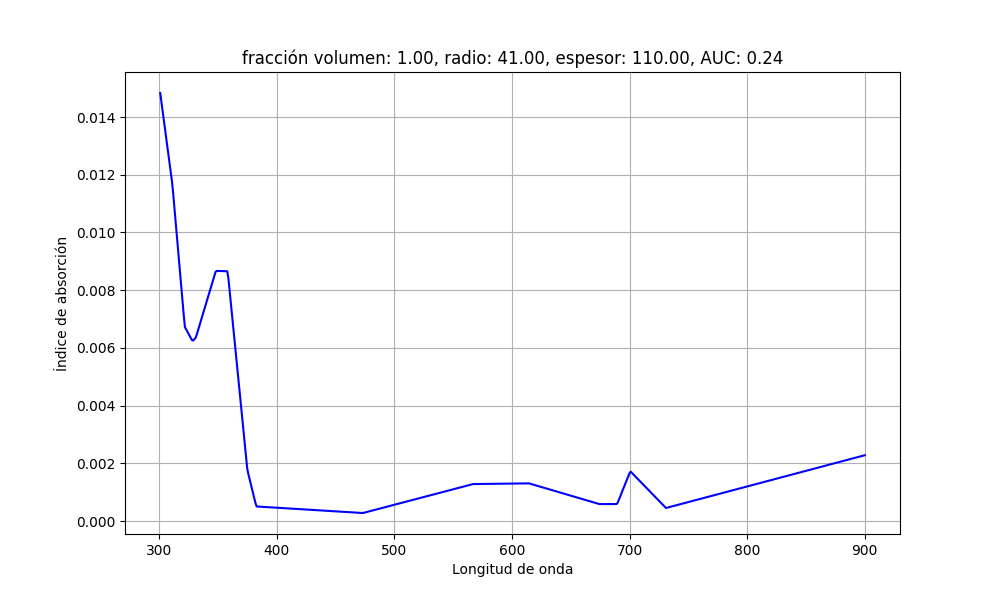 fracción volumen: 1.00, radio: 41.00, espesor: 110.00, AUC: 0.24
0.014
0.012
0.010
0.008
0.006
0.004
0.002
0.000
Índice de absorción
300 400 500 600 700 800 900
Longitud de onda